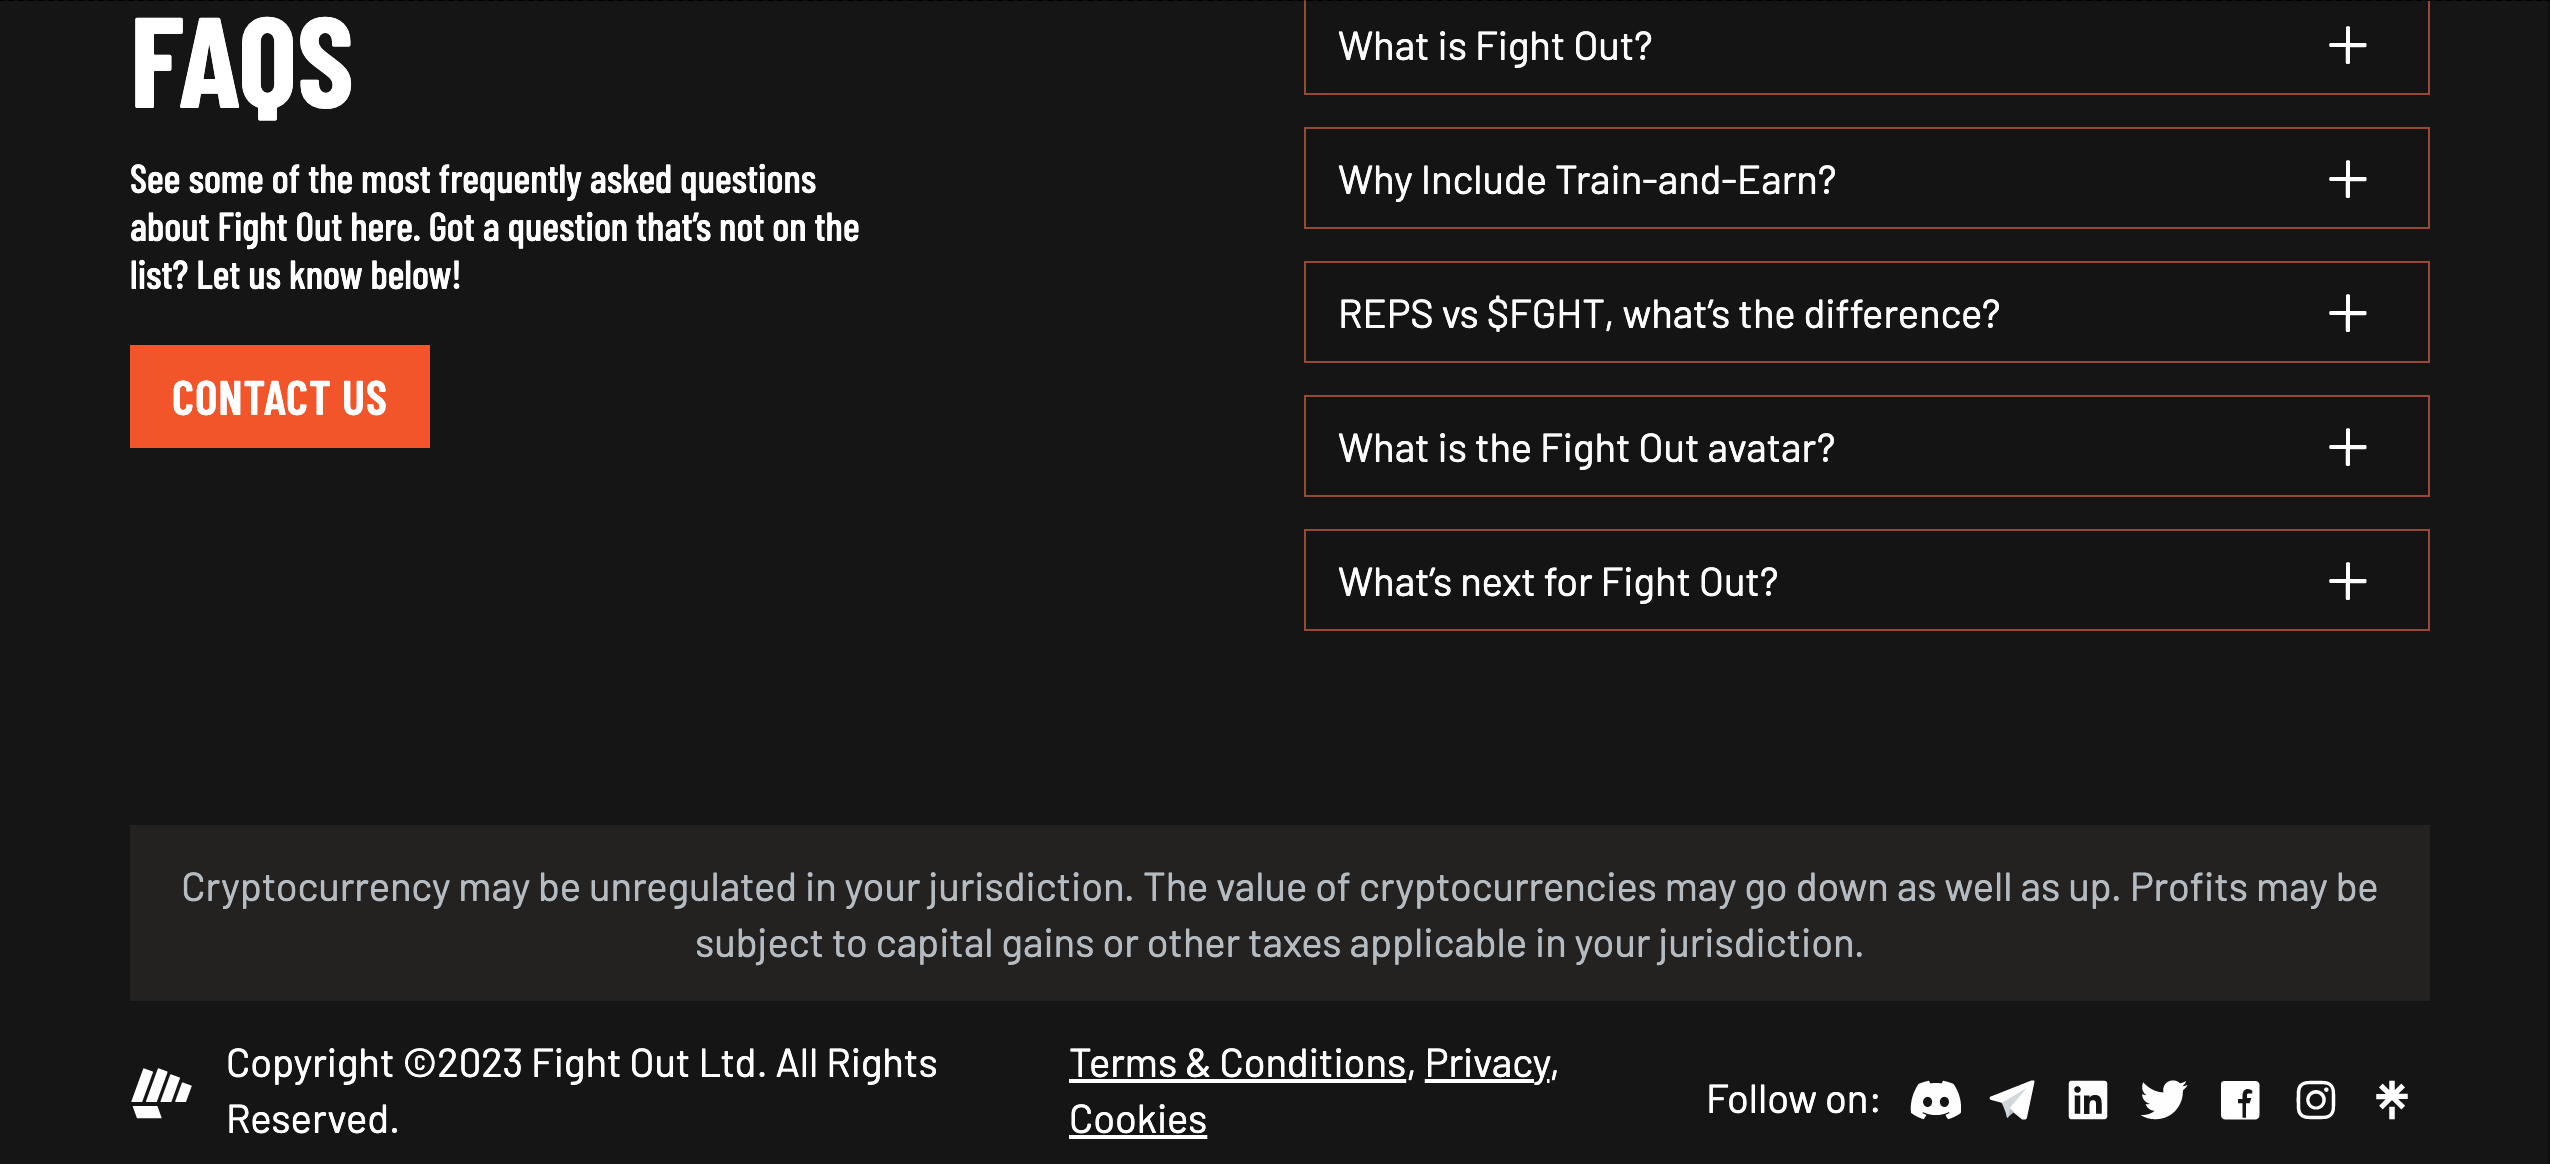 FAQS
See some of the most frequently asked questions
about Fight Out here. Got a question that’s not on the
list? Let us know below!
CONTACT US
What is Fight Out?
Why Include Train-and-Earn?
REPS vs $FGHT, what’s the difference?
What is the Fight Out avatar?
What’s next for Fight Out?
Cryptocurrency may be unregulated in your jurisdiction. The value of cryptocurrencies may go down as well as up. Profits may be
subject to capital gains or other taxes applicable in your jurisdiction.
Copyright ©2023 Fight Out Ltd. All Rights
Reserved.
Terms & Conditions, Privacy,
Cookies
Follow on: